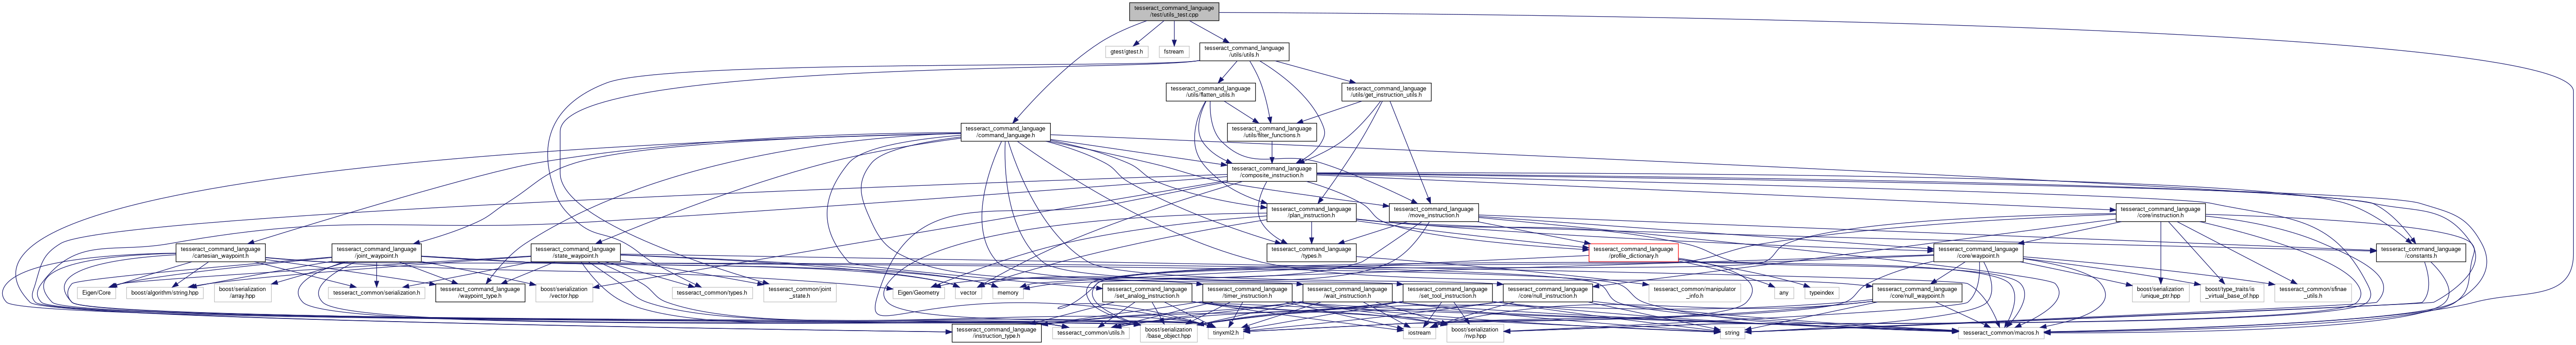 tesseract_command_language
/test/utils_test.cpp
gtest/gtest.h
fstream
tesseract_command_language
/utils/utils.h
tesseract_command_language
/utils/flatten_utils.h
tesseract_command_language
/utils/get_instruction_utils.h
tesseract_command_language
/command_language.h
tesseract_command_language
/utils/filter_functions.h
tesseract_command_language
/composite_instruction.h
tesseract_command_language
/plan_instruction.h
tesseract_command_language
/move_instruction.h
tesseract_command_language
/core/instruction.h
tesseract_command_language
/cartesian_waypoint.h
tesseract_command_language
/joint_waypoint.h
tesseract_command_language
/state_waypoint.h
tesseract_command_language
/types.h
tesseract_command_language
/profile_dictionary.h
tesseract_command_language
/core/waypoint.h
tesseract_command_language
/constants.h
Eigen/Core
boost/algorithm/string.hpp
boost/serialization
/array.hpp
tesseract_common/serialization.h
tesseract_command_language
/waypoint_type.h
boost/serialization
/vector.hpp
tesseract_common/types.h
tesseract_common/joint
_state.h
Eigen/Geometry
vector
memory
tesseract_command_language
/set_analog_instruction.h
tesseract_command_language
/timer_instruction.h
tesseract_command_language
/wait_instruction.h
tesseract_command_language
/set_tool_instruction.h
tesseract_command_language
/core/null_instruction.h
tesseract_common/manipulator
_info.h
any
typeindex
tesseract_command_language
/core/null_waypoint.h
boost/serialization
/unique_ptr.hpp
boost/type_traits/is
_virtual_base_of.hpp
tesseract_common/sfinae
_utils.h
tesseract_command_language
/instruction_type.h
tesseract_common/utils.h
boost/serialization
/base_object.hpp
tinyxml2.h
iostream
boost/serialization
/nvp.hpp
string
tesseract_common/macros.h